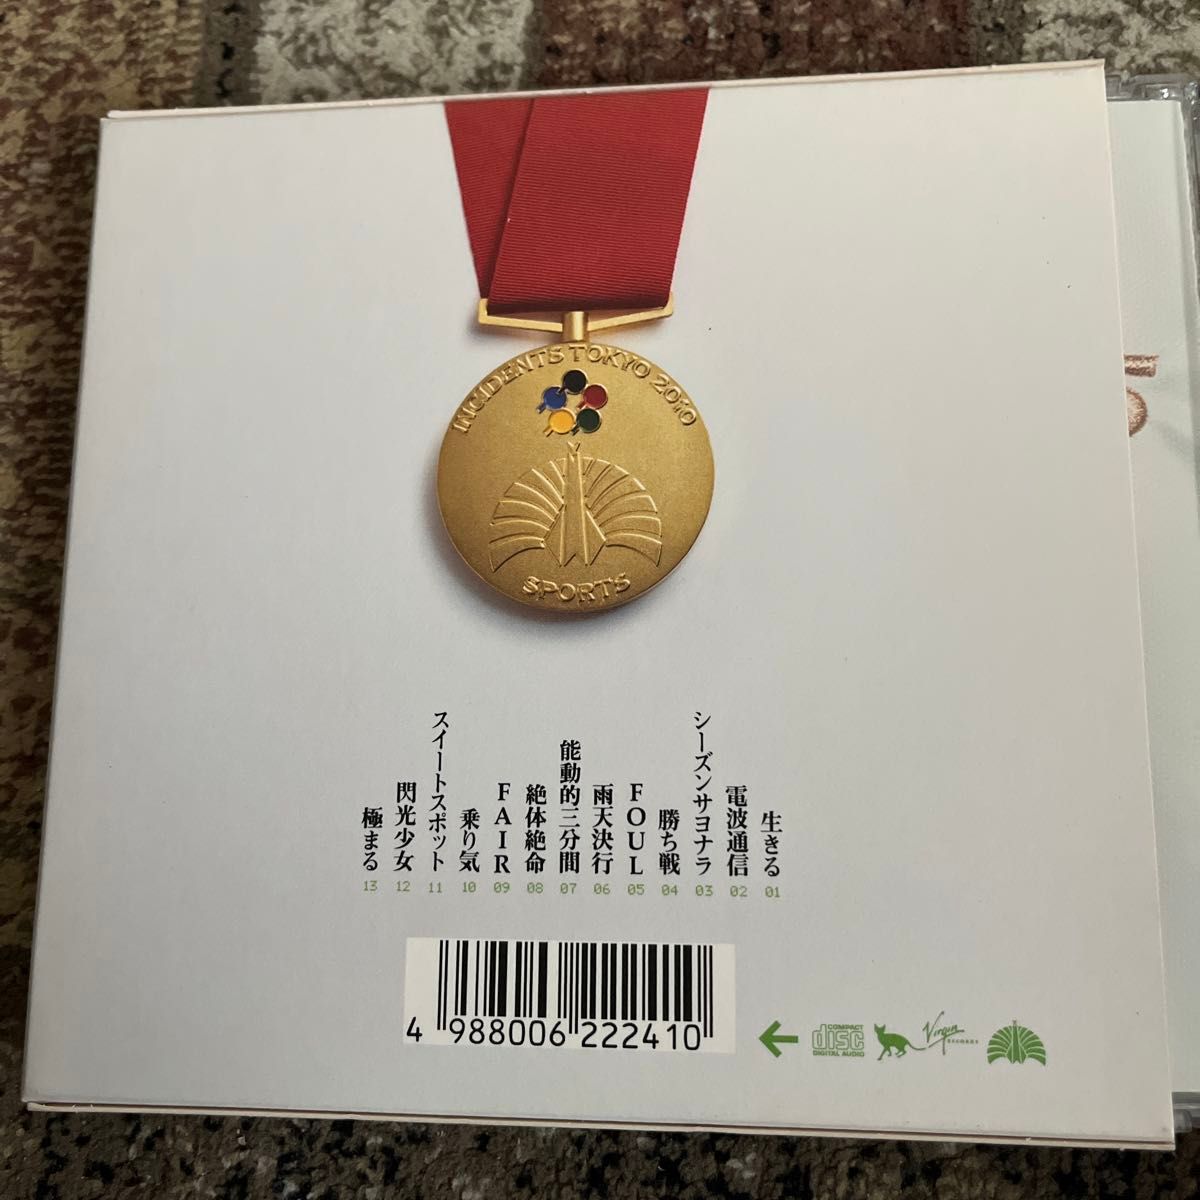 INCIDENTS TOKYO 2010
SPORTS
生きる 01
電波通信 02
シーズンサヨナラ 03
勝ち戦 04
FOUL 05
雨天決行 06
能動的三分間 07
絶体絶命 08
FAIR 09
乗り気 10
スイートスポット 11
閃光少女 12
極まる 13
4 988006 222410
COMPACT
disc
DIGITAL AUDIO
Virgin
RECORDS